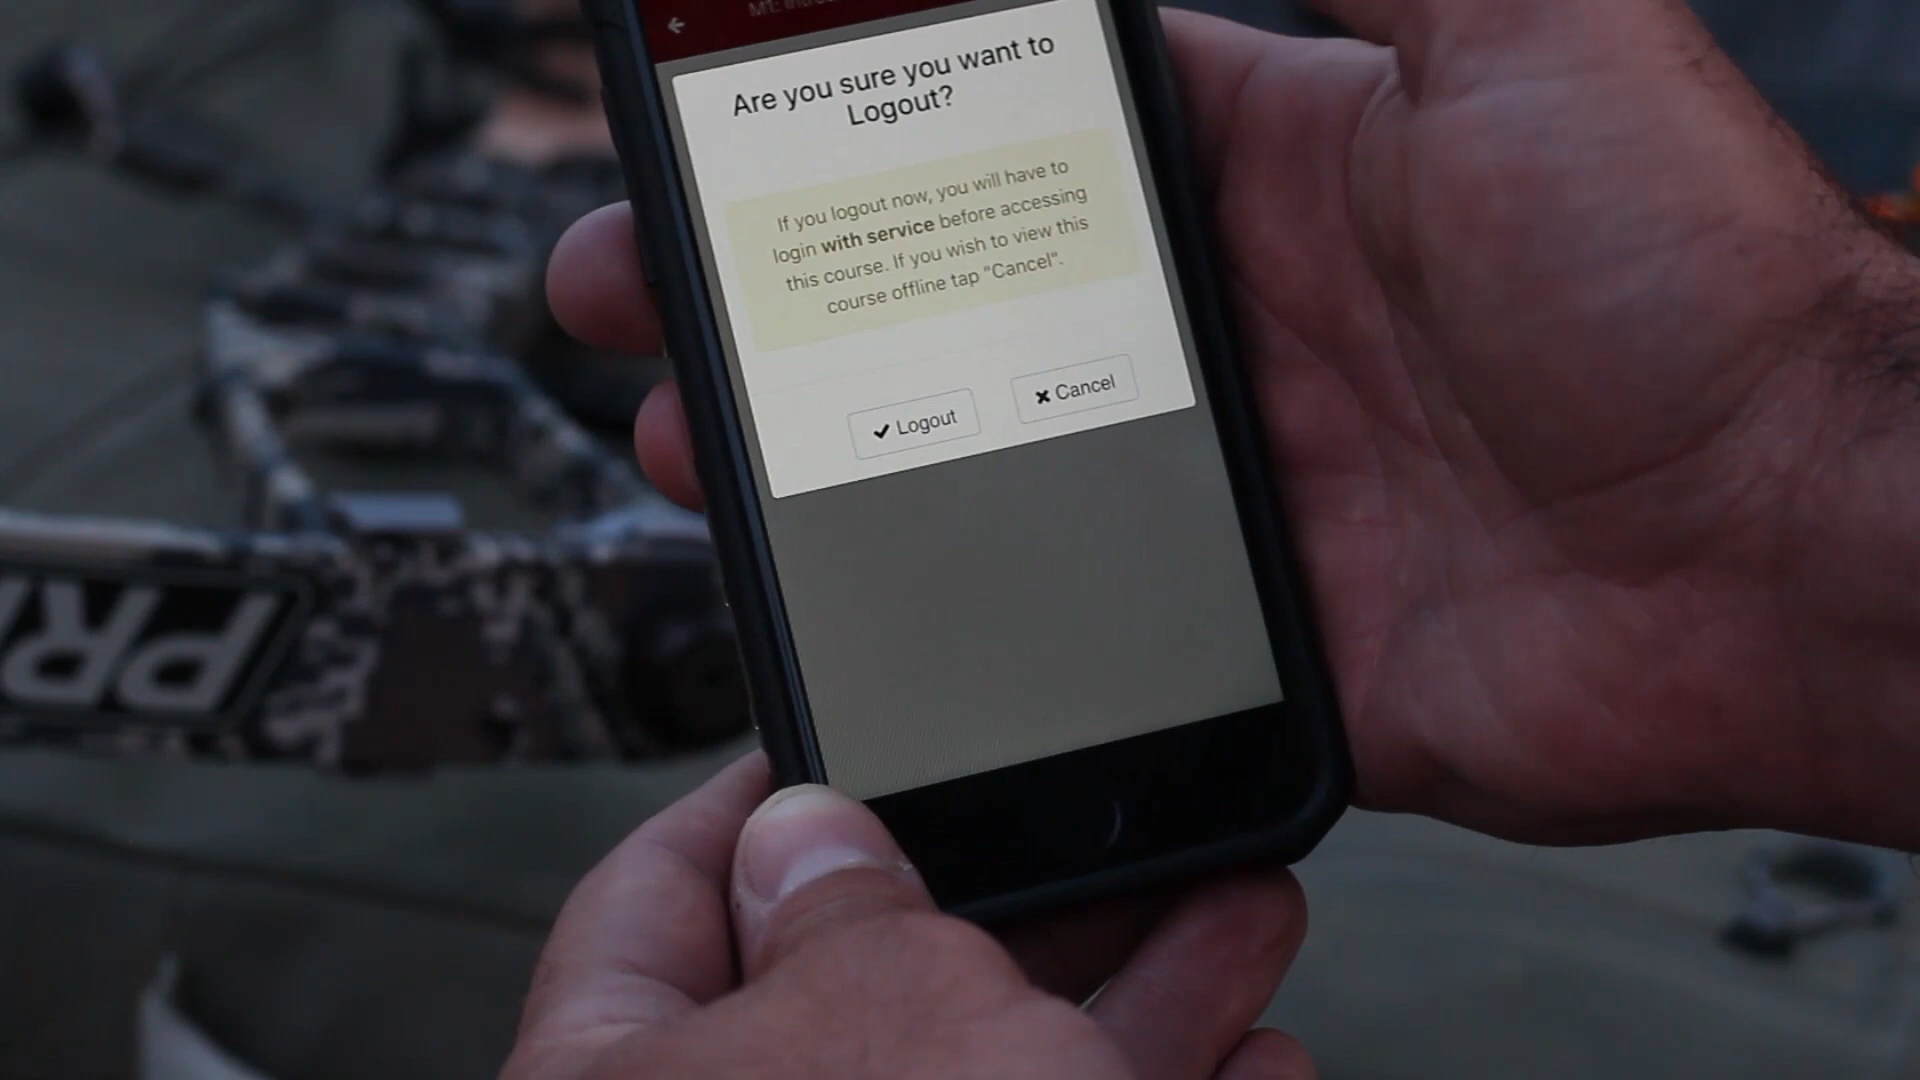 Are you sure you want to
Logout?
If you logout now, you will have to
login with service before accessing
this course. If you wish to view this
course offline tap "Cancel".
✔ Logout
✖ Cancel
PR